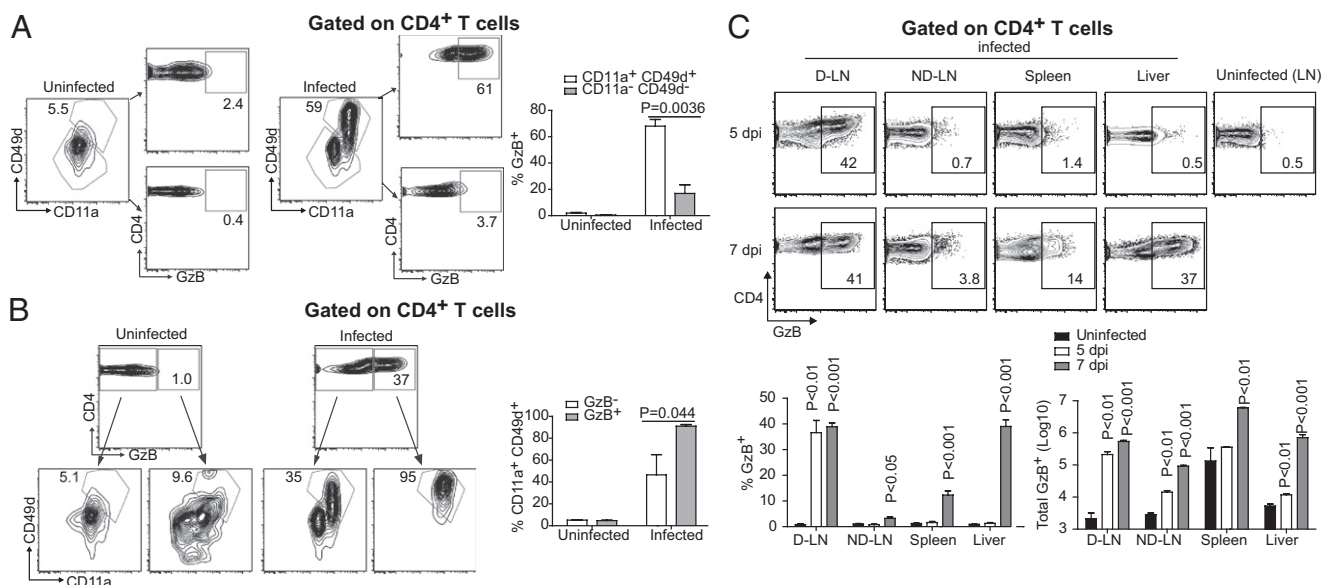 A
Gated on CD4+ T cells
Uninfected
5.5
CD49d
CD11a
2.4
0.4
CD4
GzB
Infected
59
CD49d
CD11a
61
3.7
CD4
GzB
CD11a+ CD49d+
CD11a- CD49d-
P=0.0036
% GzB+
80
60
40
20
0
Uninfected Infected
B
Gated on CD4+ T cells
Uninfected
1.0
CD4
GzB
Infected
37
5.1
9.6
35
95
CD49d
CD11a
GzB-
GzB+
P=0.044
% CD11a+ CD49d+
100
80
60
40
20
0
Uninfected Infected
C
Gated on CD4+ T cells
infected
D-LN ND-LN Spleen Liver Uninfected (LN)
5 dpi
42 0.7 1.4 0.5 0.5
7 dpi
41 3.8 14 37
CD4
GzB
Uninfected
5 dpi
7 dpi
% GzB+
50
40
30
20
10
0
P<0.01
P<0.001
P<0.05
P<0.001
P<0.001
D-LN ND-LN Spleen Liver
Total GzB+ (Log10)
7
6
5
4
3
P<0.01
P<0.001
P<0.01
P<0.001
P<0.01
P<0.01
P<0.001
D-LN ND-LN Spleen Liver